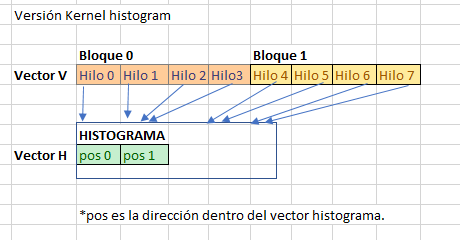 Versión Kernel histogram
Bloque 0 Bloque 1
Vector V Hilo 0 Hilo 1 Hilo 2 Hilo3 Hilo 4 Hilo 5 Hilo 6 Hilo 7
HISTOGRAMA
Vector H pos 0 pos 1
*pos es la dirección dentro del vector histograma.